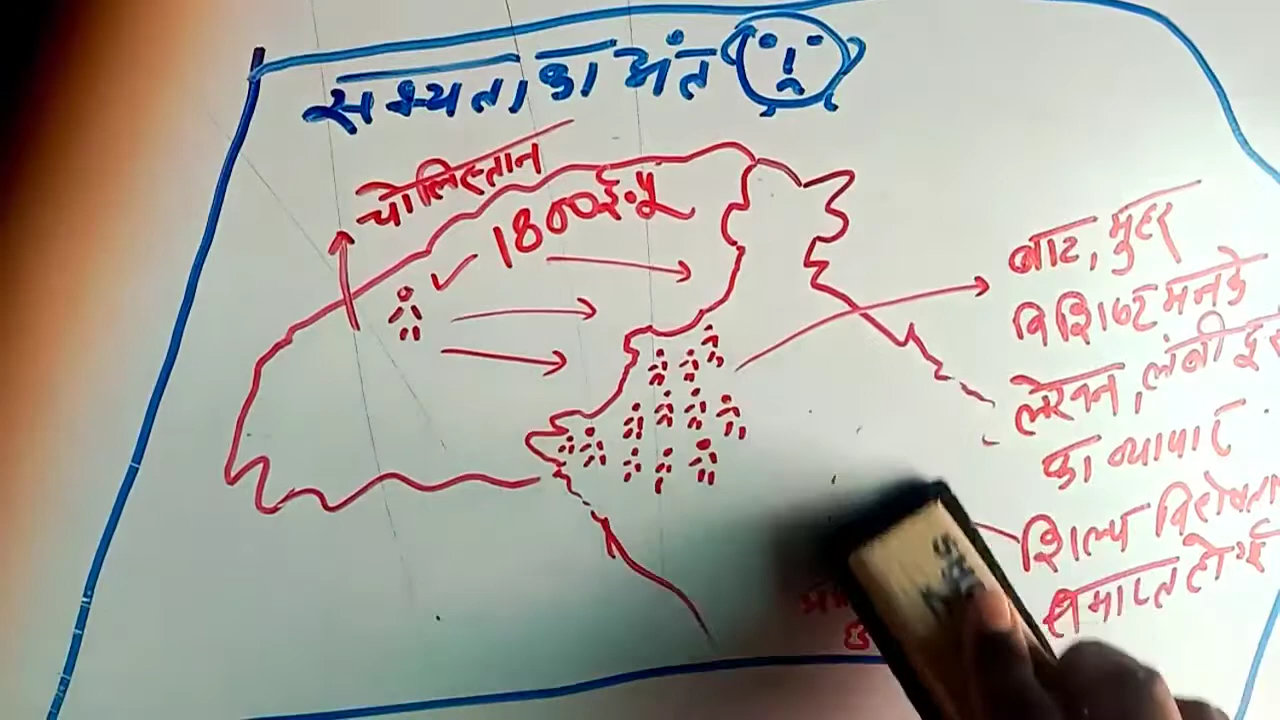 सभ्यता का अंत
चोलिस्तान
1800ई.पू
बाट, मुहर
विशिष्ट मनके
लेखन, लंबी दू
का व्यापार
शिल्प विशेषता
समाप्त हो गई